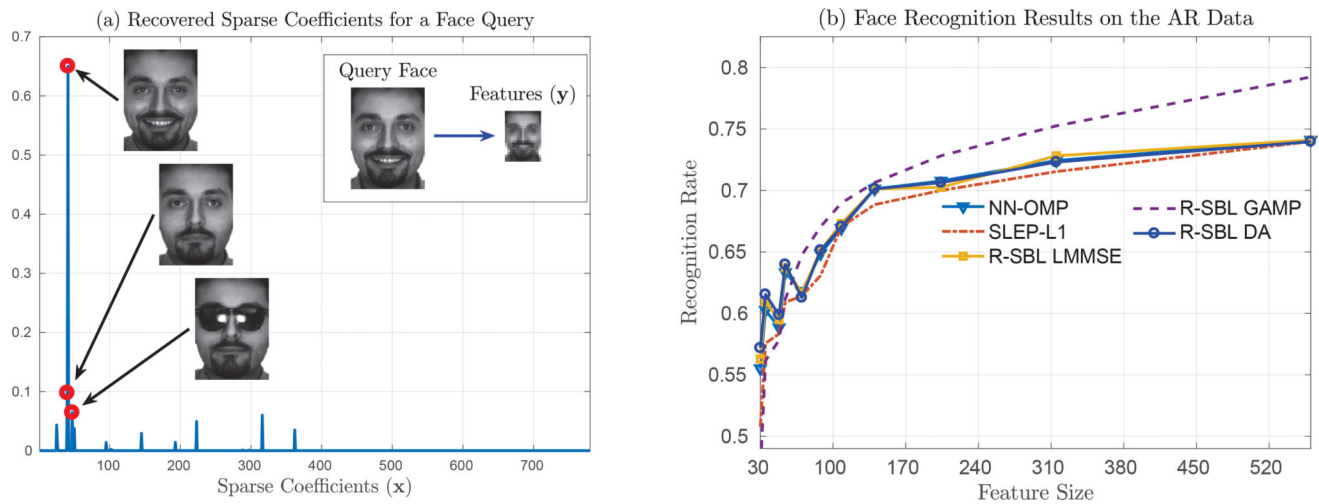 (a) Recovered Sparse Coefficients for a Face Query
0.7
0.6
0.5
0.4
0.3
0.2
0.1
0
100 200 300 400 500 600 700
Sparse Coefficients (x)
Query Face
Features (y)
(b) Face Recognition Results on the AR Data
Recognition Rate
0.8
0.75
0.7
0.65
0.6
0.55
0.5
30 100 170 240 310 380 450 520
Feature Size
NN-OMP
SLEP-L1
R-SBL LMMSE
R-SBL GAMP
R-SBL DA